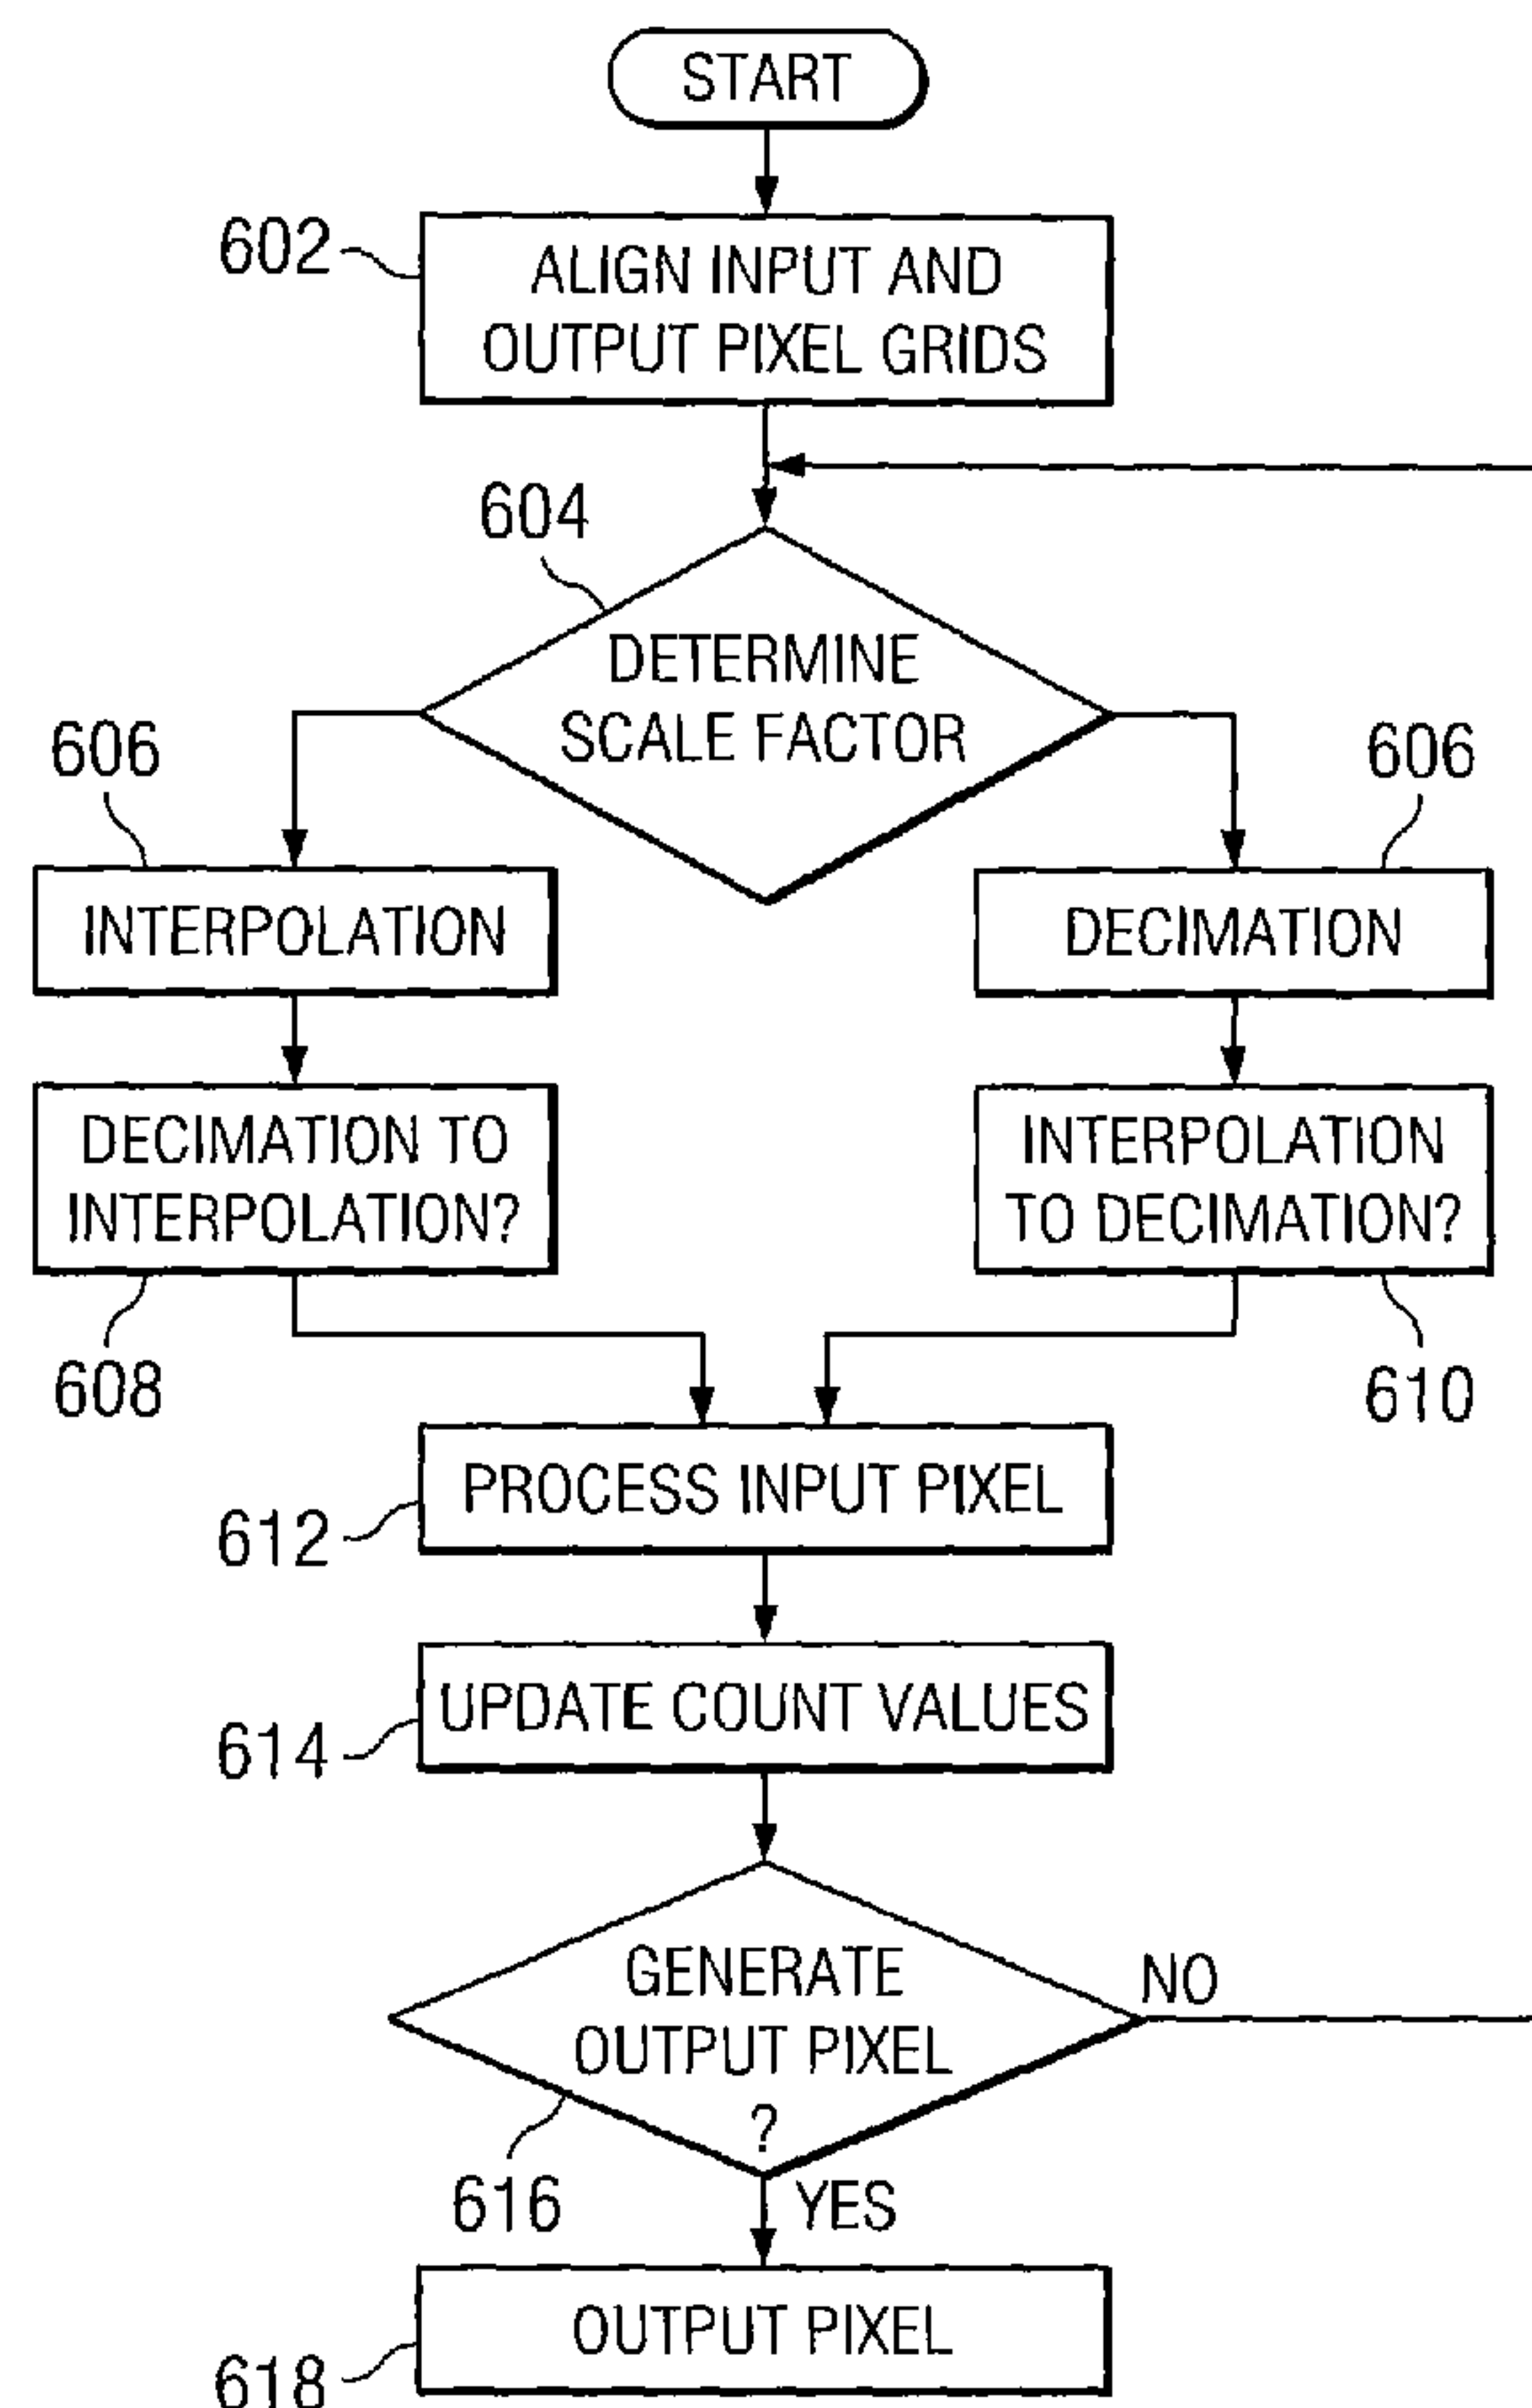 START
602
ALIGN INPUT AND
OUTPUT PIXEL GRIDS
604
DETERMINE
SCALE FACTOR
606
606
INTERPOLATION
DECIMATION
DECIMATION TO
INTERPOLATION?
INTERPOLATION
TO DECIMATION?
608
610
PROCESS INPUT PIXEL
612
UPDATE COUNT VALUES
614
GENERATE
OUTPUT PIXEL
?
NO
616
YES
OUTPUT PIXEL
618